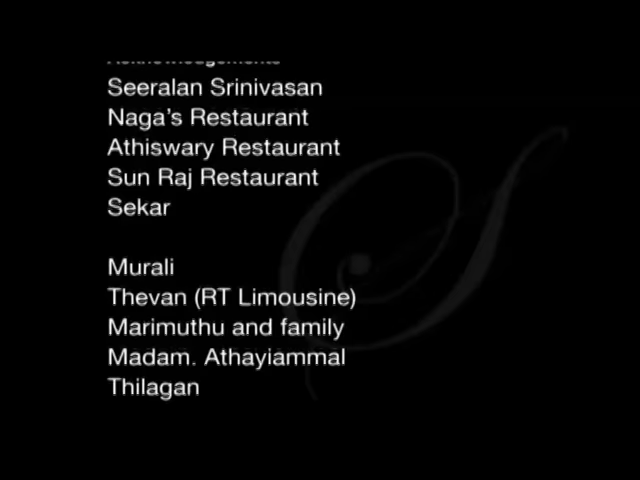 Acknowledgements
Seeralan Srinivasan
Naga's Restaurant
Athiswary Restaurant
Sun Raj Restaurant
Sekar
Murali
Thevan (RT Limousine)
Marimuthu and family
Madam. Athayiammal
Thilagan